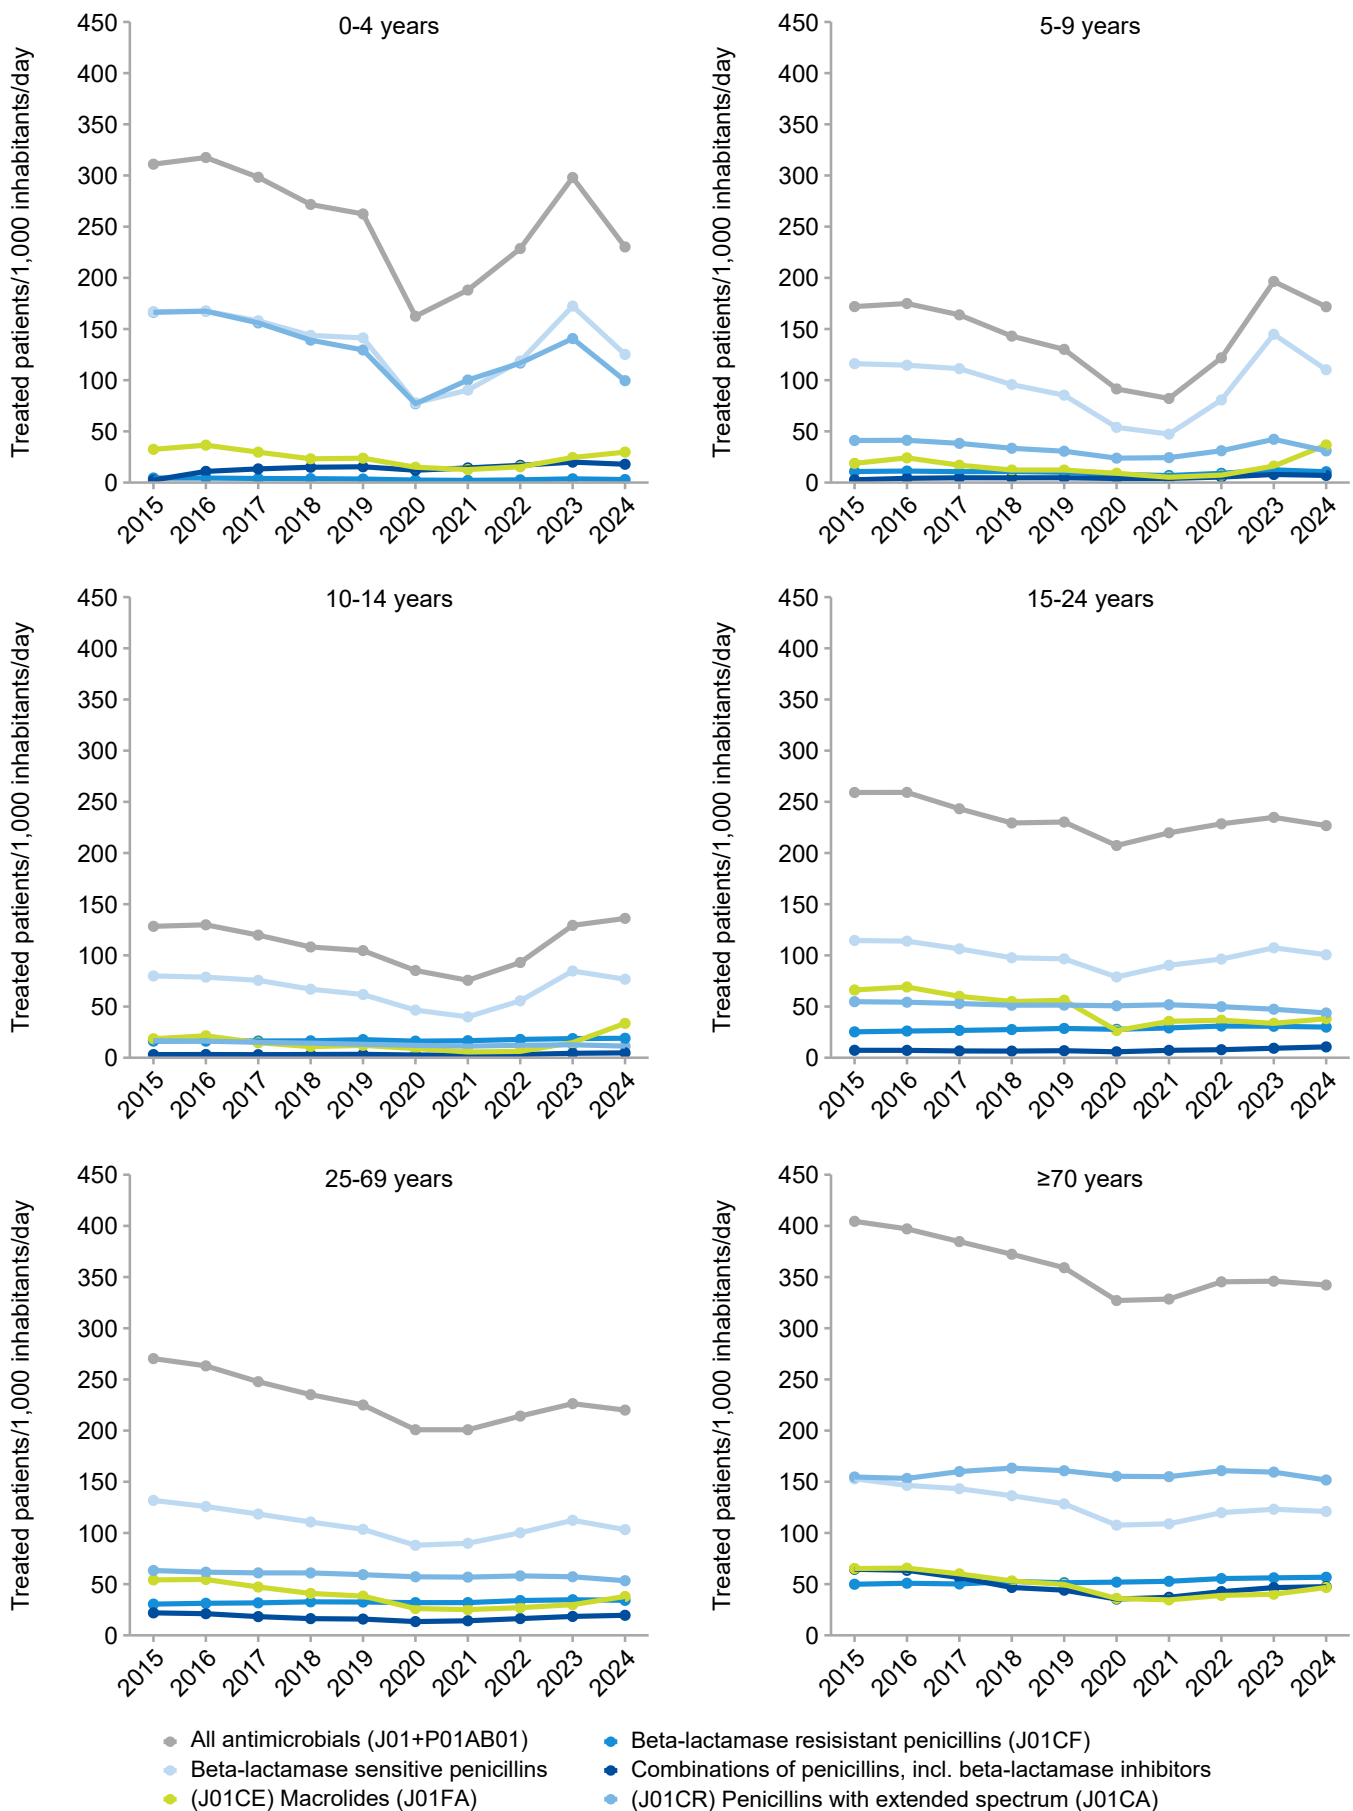 0-4 years
Treated patients/1,000 inhabitants/day
450
400
350
300
250
200
150
100
50
0
2015 2016 2017 2018 2019 2020 2021 2022 2023 2024
5-9 years
Treated patients/1,000 inhabitants/day
450
400
350
300
250
200
150
100
50
0
2015 2016 2017 2018 2019 2020 2021 2022 2023 2024
10-14 years
Treated patients/1,000 inhabitants/day
450
400
350
300
250
200
150
100
50
0
2015 2016 2017 2018 2019 2020 2021 2022 2023 2024
15-24 years
Treated patients/1,000 inhabitants/day
450
400
350
300
250
200
150
100
50
0
2015 2016 2017 2018 2019 2020 2021 2022 2023 2024
25-69 years
Treated patients/1,000 inhabitants/day
450
400
350
300
250
200
150
100
50
0
2015 2016 2017 2018 2019 2020 2021 2022 2023 2024
≥70 years
Treated patients/1,000 inhabitants/day
450
400
350
300
250
200
150
100
50
0
2015 2016 2017 2018 2019 2020 2021 2022 2023 2024
All antimicrobials (J01+P01AB01)
Beta-lactamase sensitive penicillins
(J01CE) Macrolides (J01FA)
Beta-lactamase resisistant penicillins (J01CF)
Combinations of penicillins, incl. beta-lactamase inhibitors
(J01CR) Penicillins with extended spectrum (J01CA)